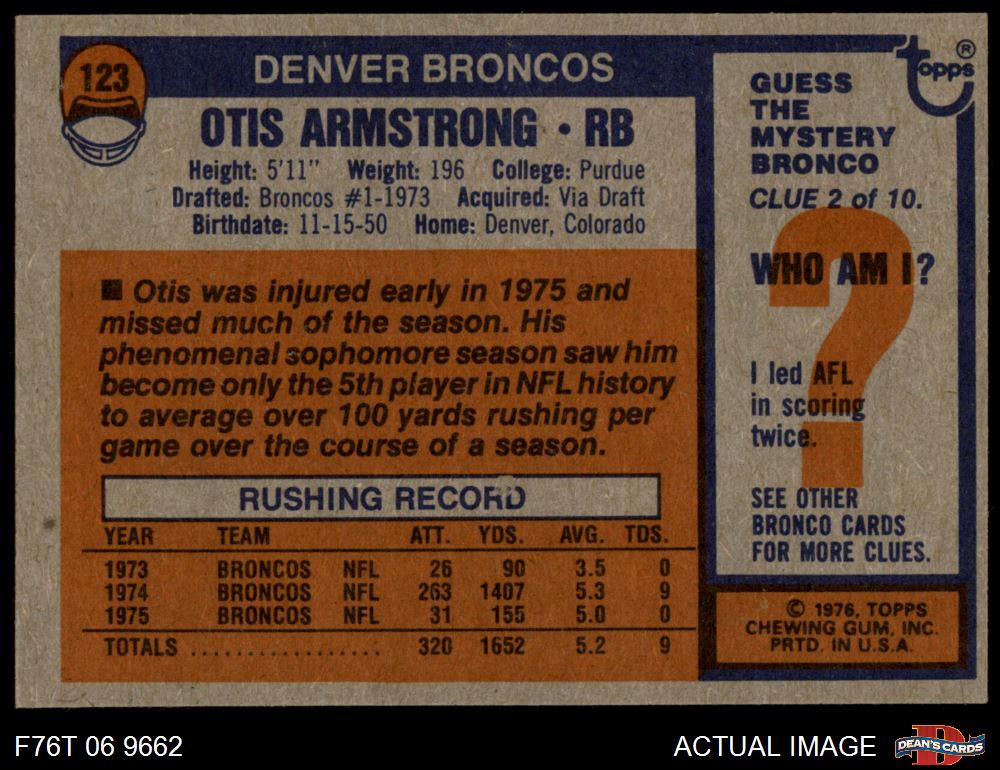 123
DENVER BRONCOS
OTIS ARMSTRONG • RB
Height: 5'11" Weight: 196 College: Purdue
Drafted: Broncos #1-1973 Acquired: Via Draft
Birthdate: 11-15-50 Home: Denver, Colorado
■ Otis was injured early in 1975 and
missed much of the season. His
phenomenal sophomore season saw him
become only the 5th player in NFL history
to average over 100 yards rushing per
game over the course of a season.
RUSHING RECORD
YEAR TEAM ATT. YDS. AVG. TDS.
1973 BRONCOS NFL 26 90 3.5 0
1974 BRONCOS NFL 263 1407 5.3 9
1975 BRONCOS NFL 31 155 5.0 0
TOTALS .................. 320 1652 5.2 9
topps ®
GUESS
THE
MYSTERY
BRONCO
CLUE 2 of 10.
WHO AM I?
?
I led AFL
in scoring
twice.
SEE OTHER
BRONCO CARDS
FOR MORE CLUES.
© 1976, TOPPS
CHEWING GUM, INC.
PRTD. IN U.S.A.
F76T 06 9662
ACTUAL IMAGE
D
DEAN'S CARDS